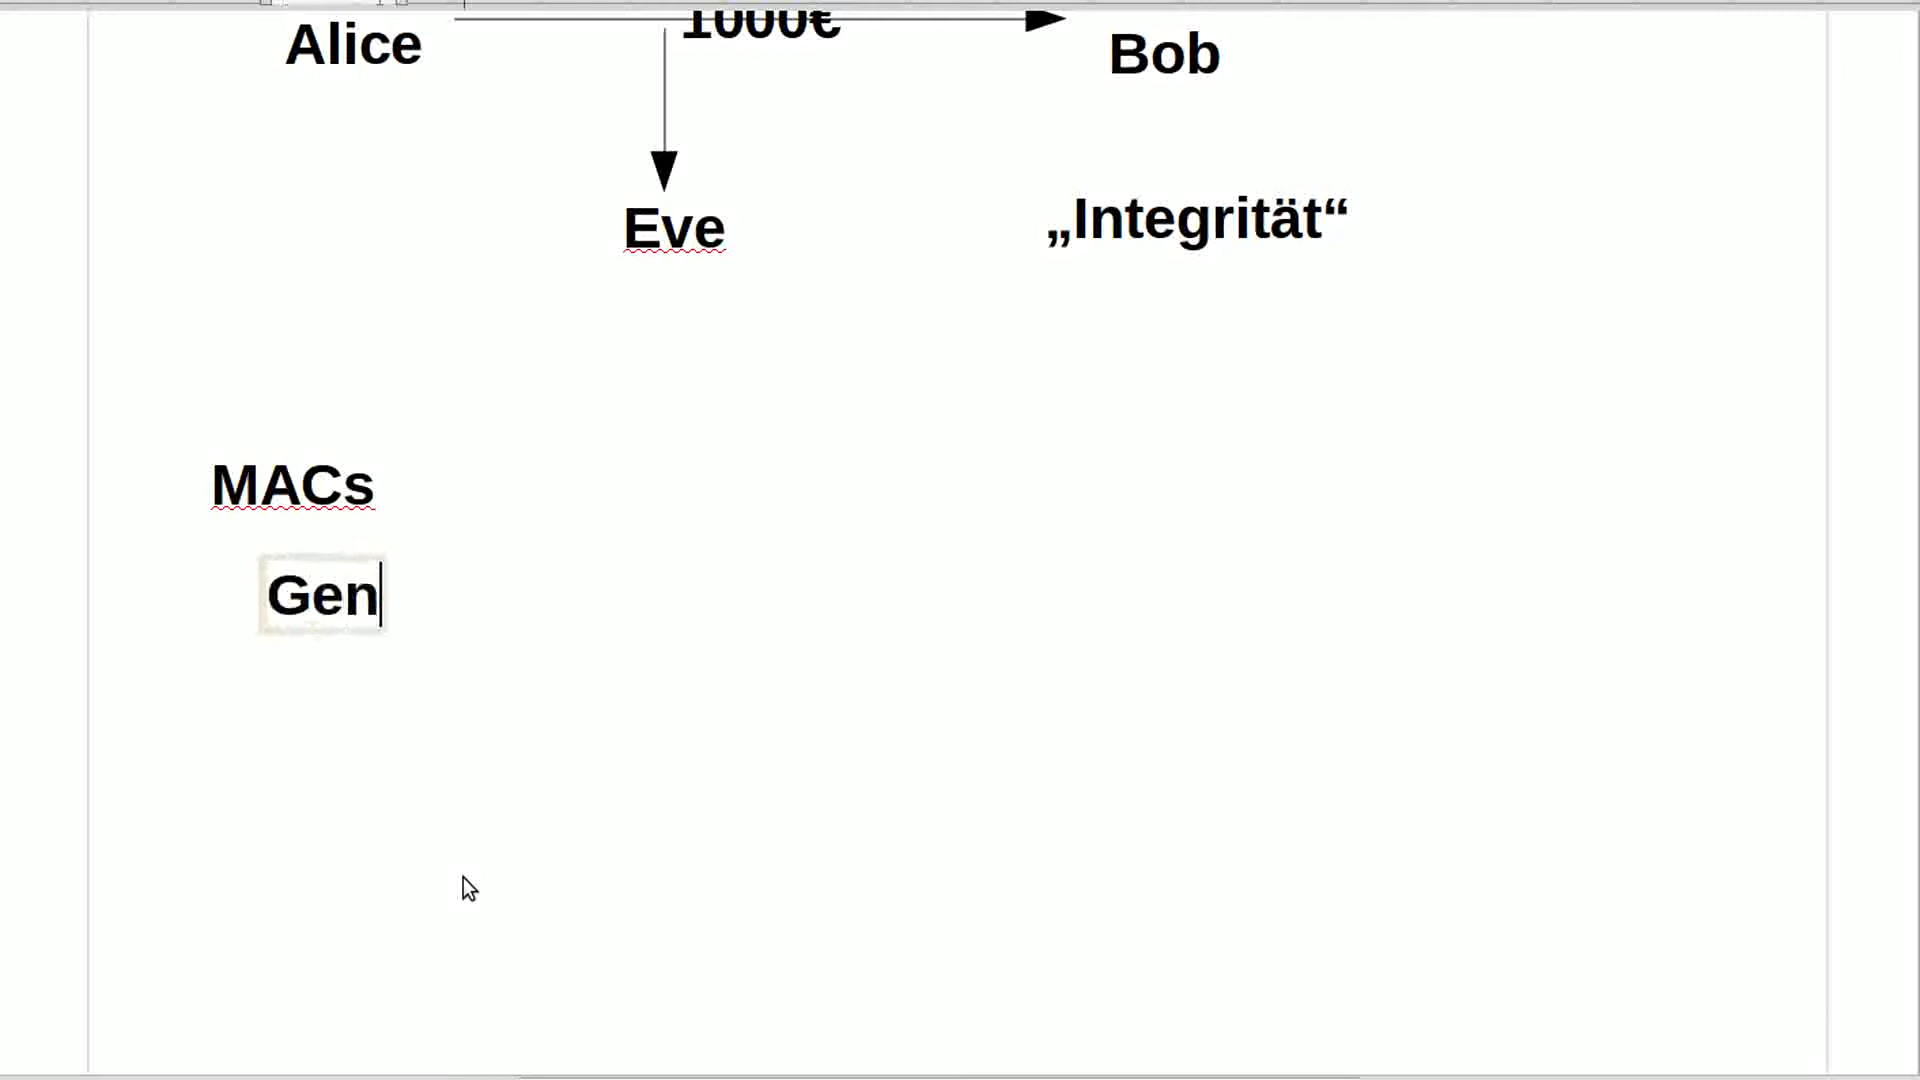 1000€
Alice
Bob
Eve
„Integrität“
MACs
Gen